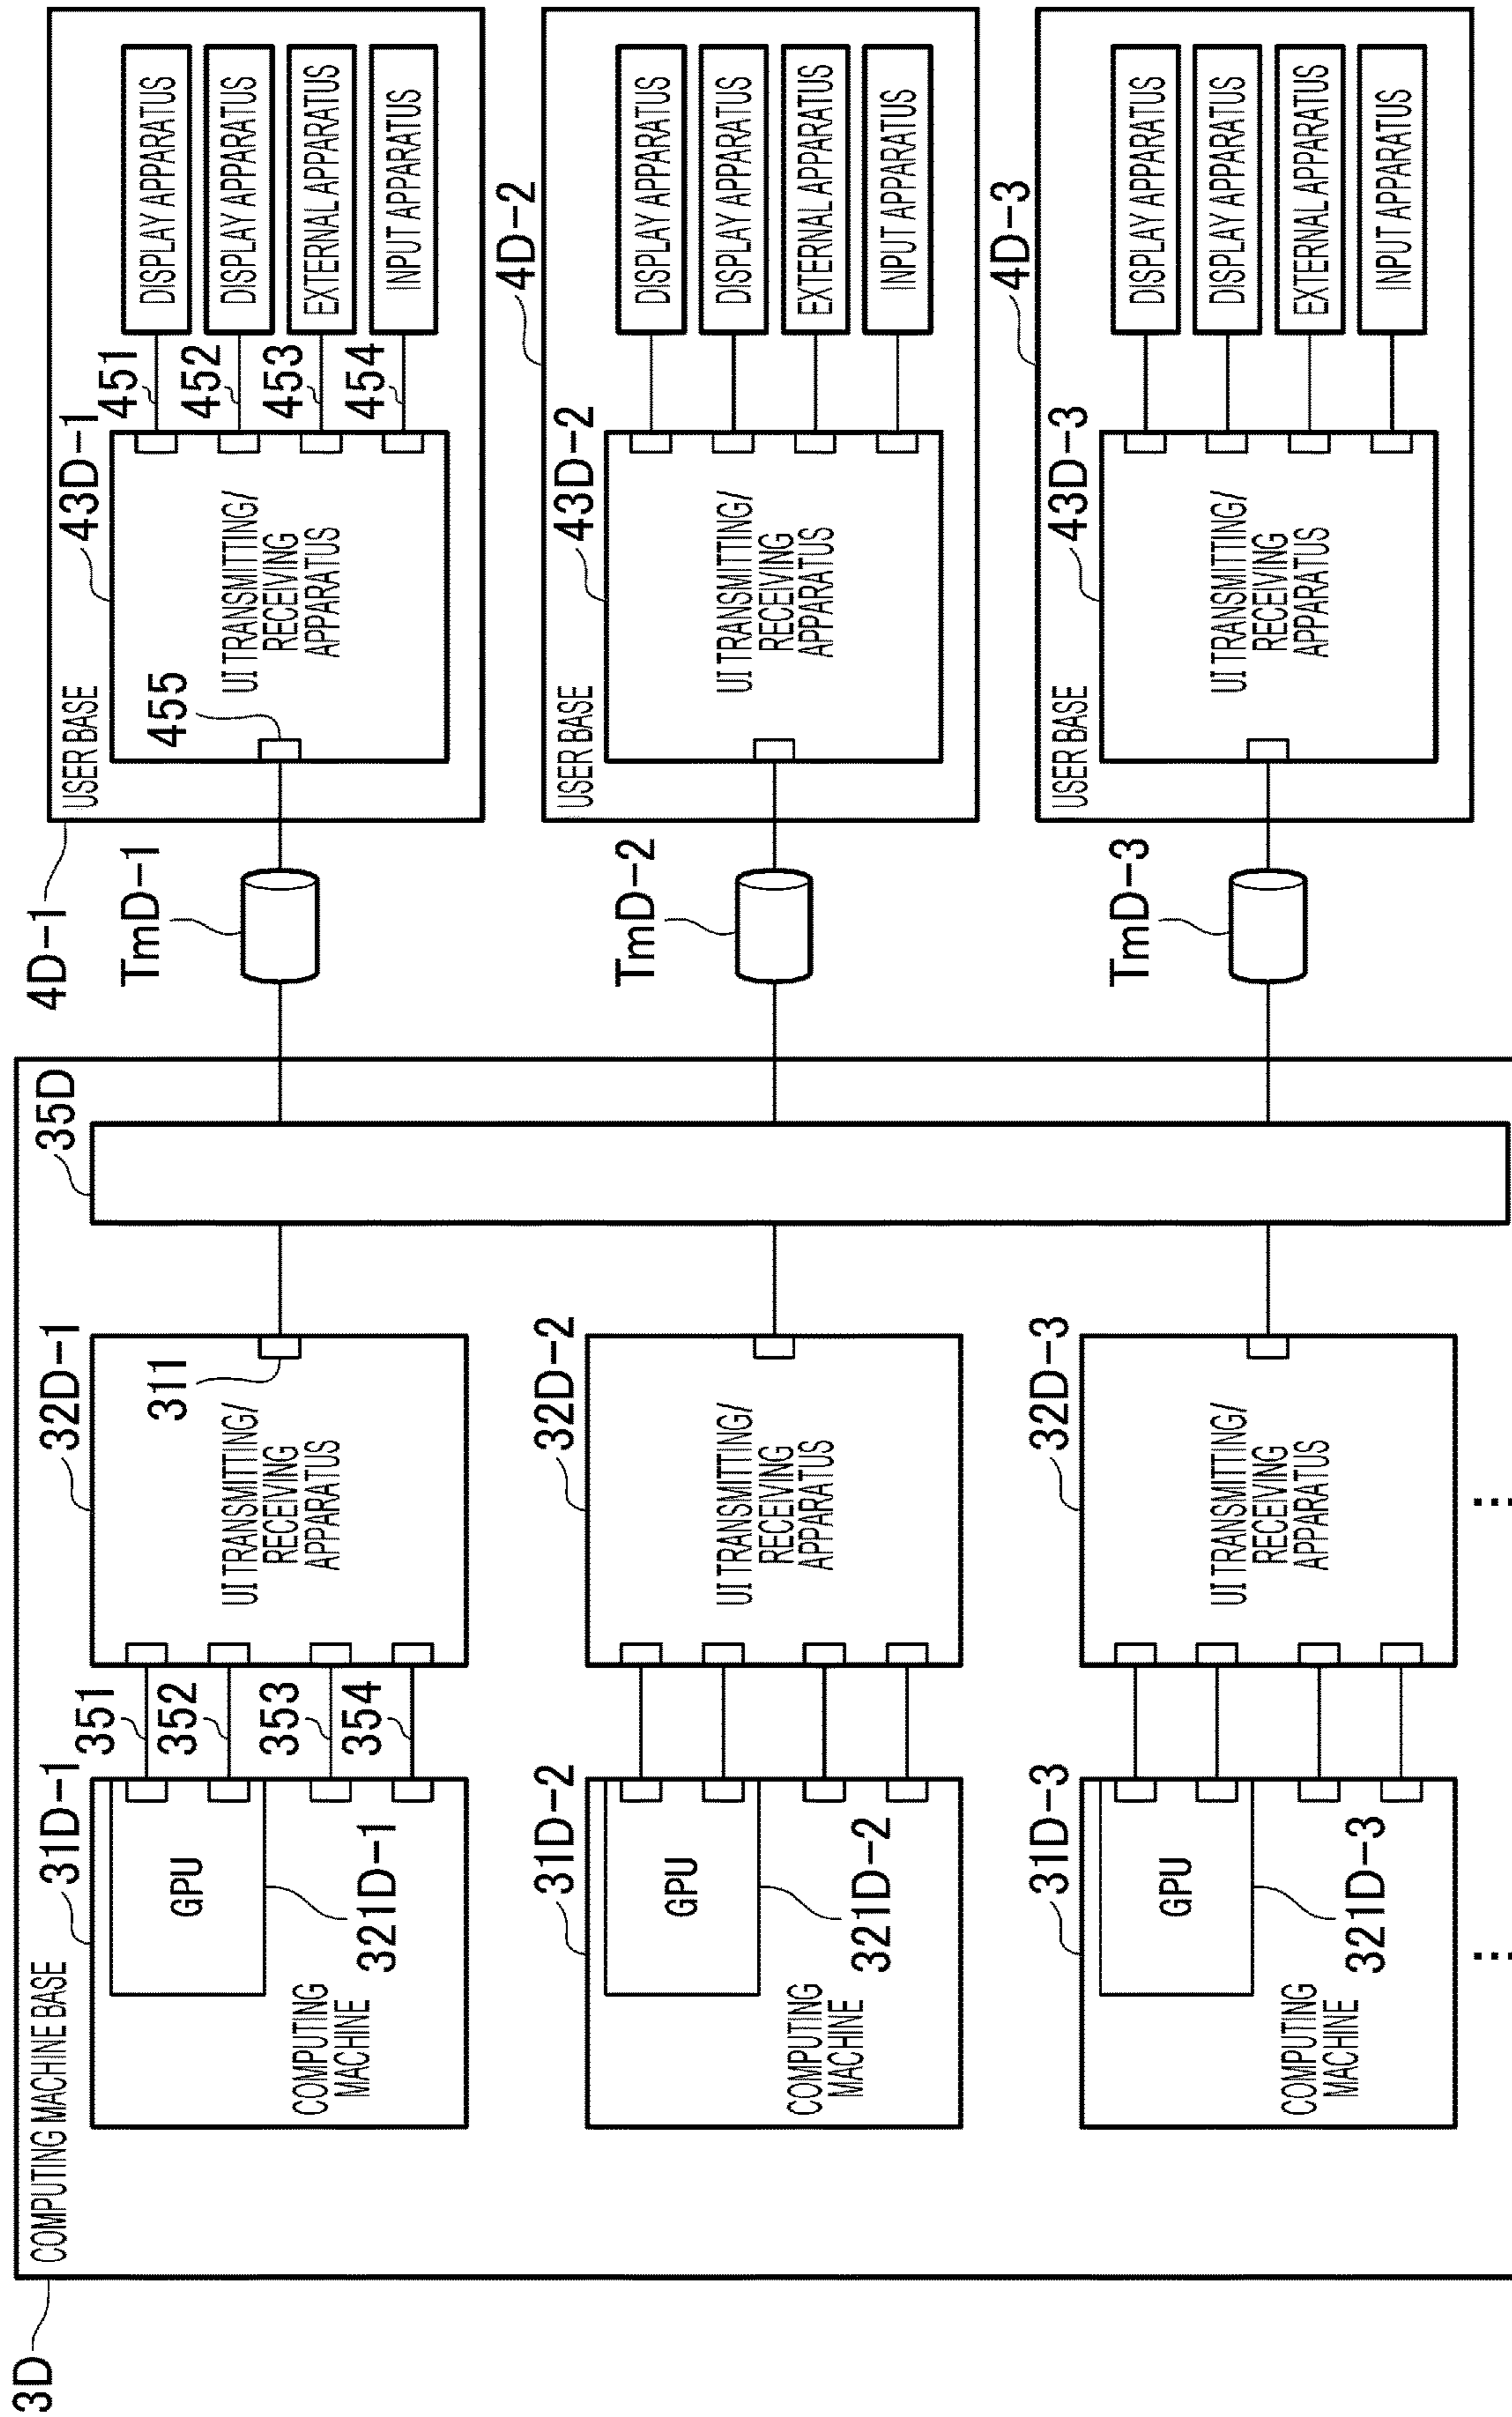 3D
COMPUTING MACHINE BASE
31D-1
GPU
321D-1
COMPUTING
MACHINE
351
352
353
354
32D-1
UI TRANSMITTING/
RECEIVING
APPARATUS
311
35D
TmD-1
4D-1
USER BASE
455
43D-1
UI TRANSMITTING/
RECEIVING
APPARATUS
451
452
453
454
DISPLAY APPARATUS
DISPLAY APPARATUS
EXTERNAL APPARATUS
INPUT APPARATUS
31D-2
GPU
321D-2
COMPUTING
MACHINE
32D-2
UI TRANSMITTING/
RECEIVING
APPARATUS
TmD-2
4D-2
USER BASE
43D-2
UI TRANSMITTING/
RECEIVING
APPARATUS
DISPLAY APPARATUS
DISPLAY APPARATUS
EXTERNAL APPARATUS
INPUT APPARATUS
31D-3
GPU
321D-3
COMPUTING
MACHINE
32D-3
UI TRANSMITTING/
RECEIVING
APPARATUS
TmD-3
4D-3
USER BASE
43D-3
UI TRANSMITTING/
RECEIVING
APPARATUS
DISPLAY APPARATUS
DISPLAY APPARATUS
EXTERNAL APPARATUS
INPUT APPARATUS
...
...